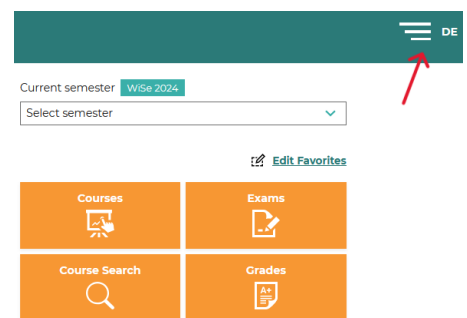 DE
Current semester WiSe 2024
Select semester
Edit Favorites
Courses Exams
Course Search Grades
A+